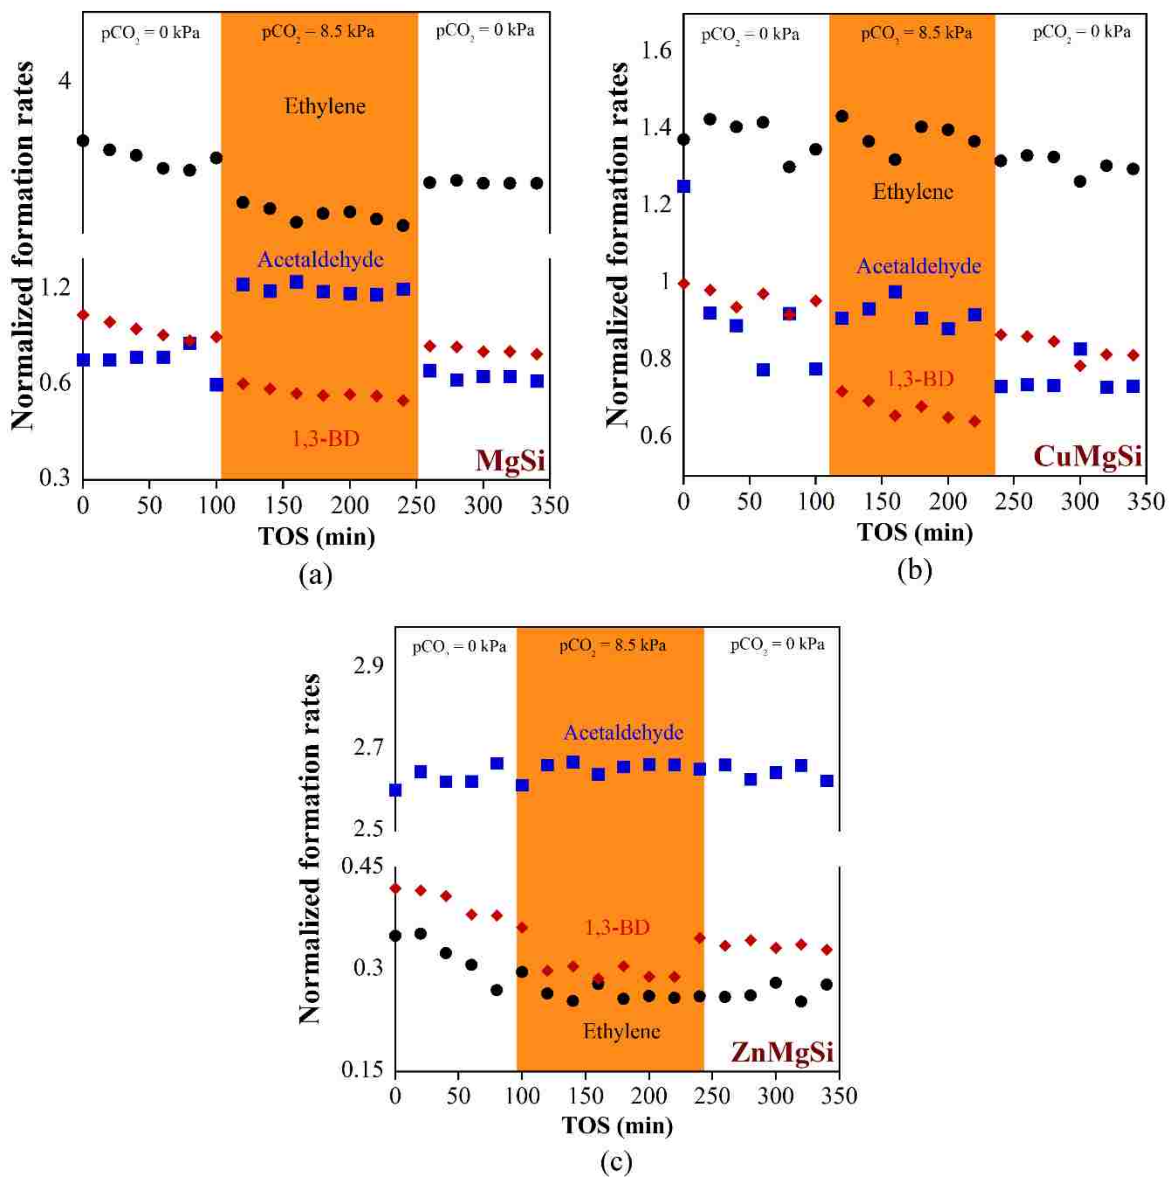 pCO₂ = 0 kPa
pCO₂ = 8.5 kPa
pCO₂ = 0 kPa
Normalized formation rates
4
1.2
0.6
0.3
Ethylene
Acetaldehyde
1,3-BD
MgSi
0 50 100 150 200 250 300 350
TOS (min)
(a)
pCO₂ = 0 kPa
pCO₂ = 8.5 kPa
pCO₂ = 0 kPa
Normalized formation rates
1.6
1.4
1.2
1
0.8
0.6
Ethylene
Acetaldehyde
1,3-BD
CuMgSi
0 50 100 150 200 250 300 350
TOS (min)
(b)
pCO₂ = 0 kPa
pCO₂ = 8.5 kPa
pCO₂ = 0 kPa
Normalized formation rates
2.9
2.7
2.5
0.45
0.3
0.15
Acetaldehyde
1,3-BD
Ethylene
ZnMgSi
0 50 100 150 200 250 300 350
TOS (min)
(c)